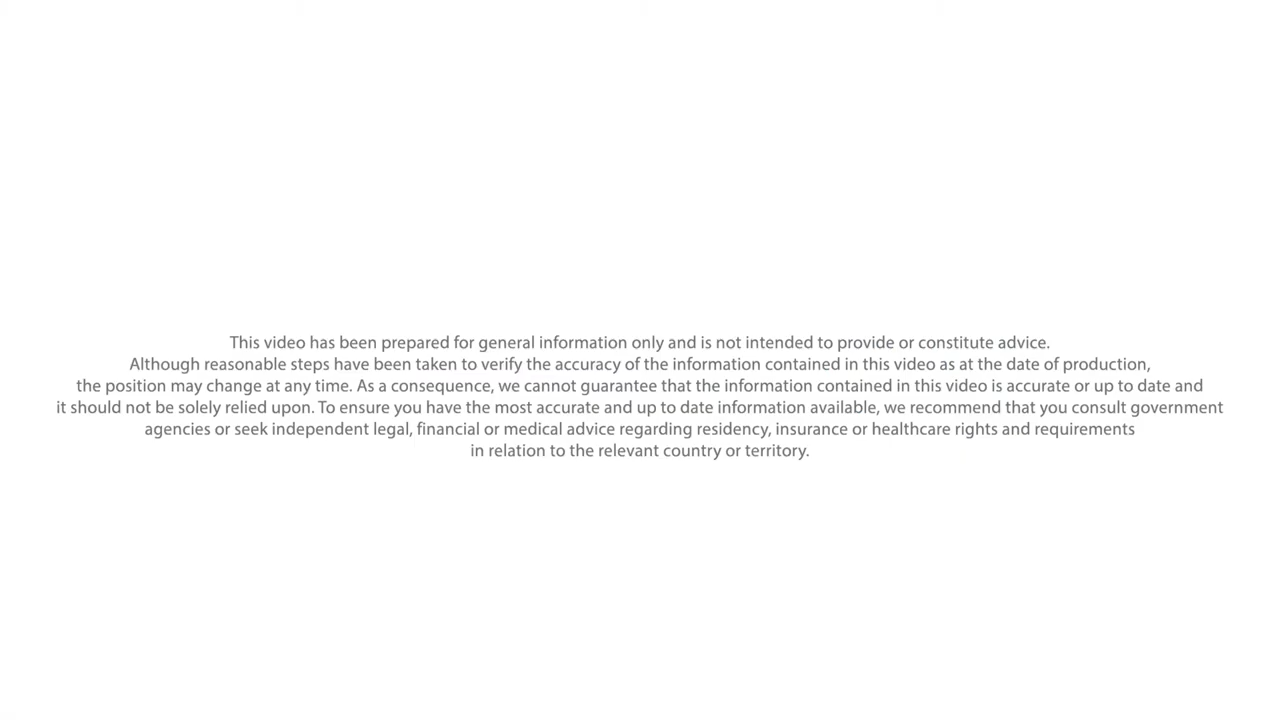 This video has been prepared for general information only and is not intended to provide or constitute advice.
Although reasonable steps have been taken to verify the accuracy of the information contained in this video as at the date of production,
the position may change at any time. As a consequence, we cannot guarantee that the information contained in this video is accurate or up to date and
it should not be solely relied upon. To ensure you have the most accurate and up to date information available, we recommend that you consult government
agencies or seek independent legal, financial or medical advice regarding residency, insurance or healthcare rights and requirements
in relation to the relevant country or territory.